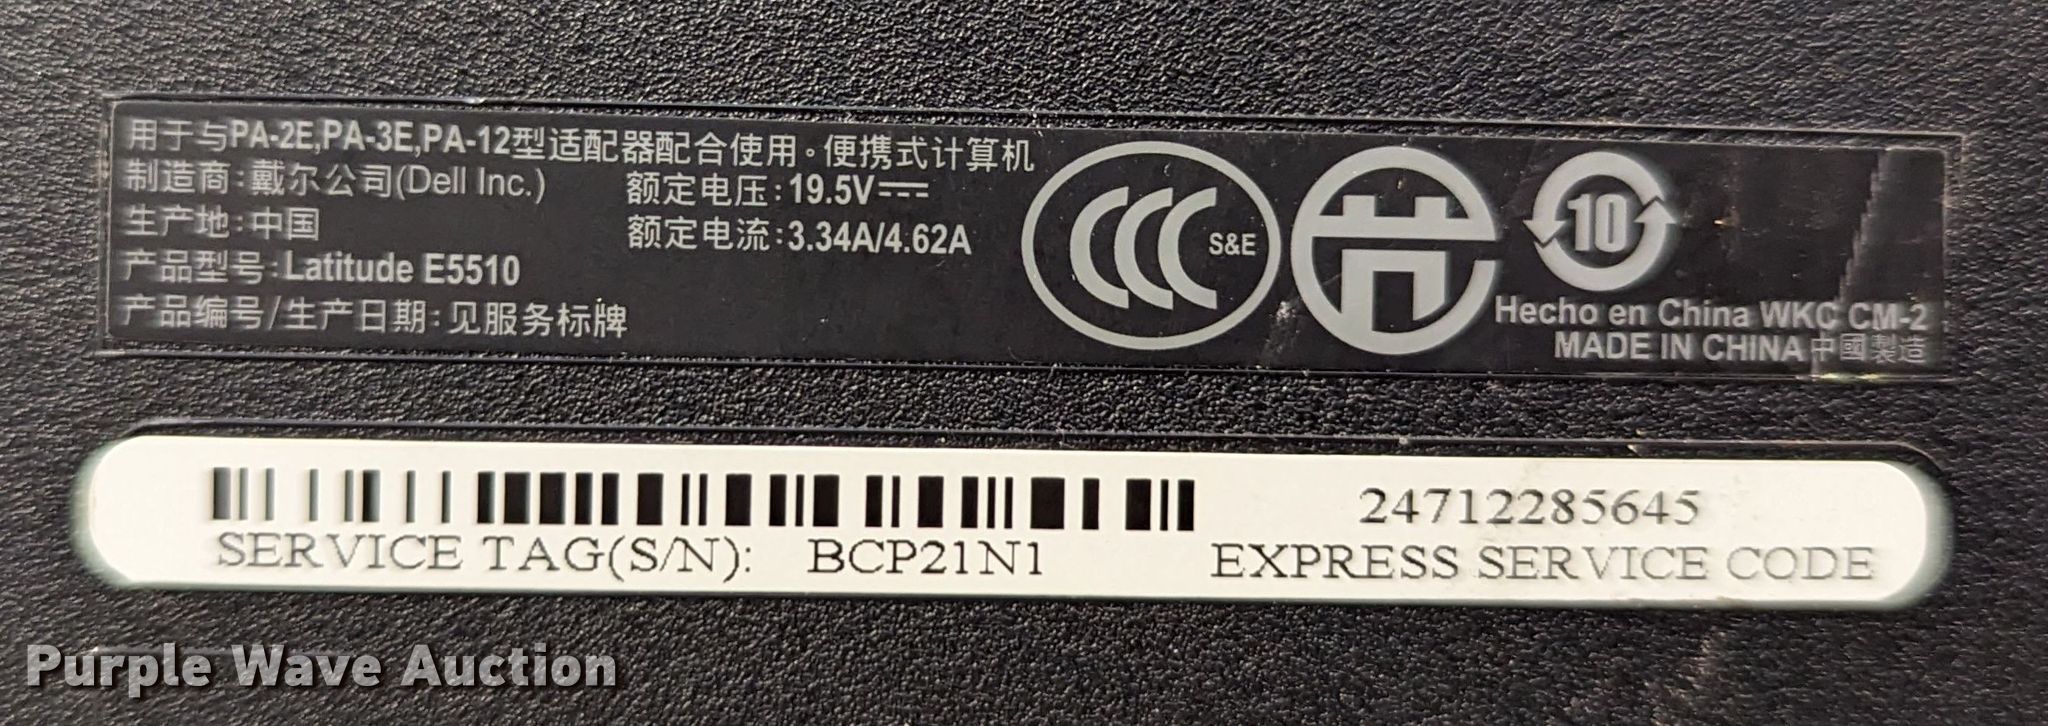 用于与PA-2E,PA-3E,PA-12型适配器配合使用。便携式计算机
制造商:戴尔公司(Dell Inc.) 额定电压:19.5V
生产地:中国 额定电流:3.34A/4.62A
产品型号:Latitude E5510
产品编号/生产日期:见服务标牌
CCC S&E
10
Hecho en China WKC CM-2
MADE IN CHINA 中國製造
24712285645
SERVICE TAG(S/N): BCP21N1 EXPRESS SERVICE CODE
Purple Wave Auction